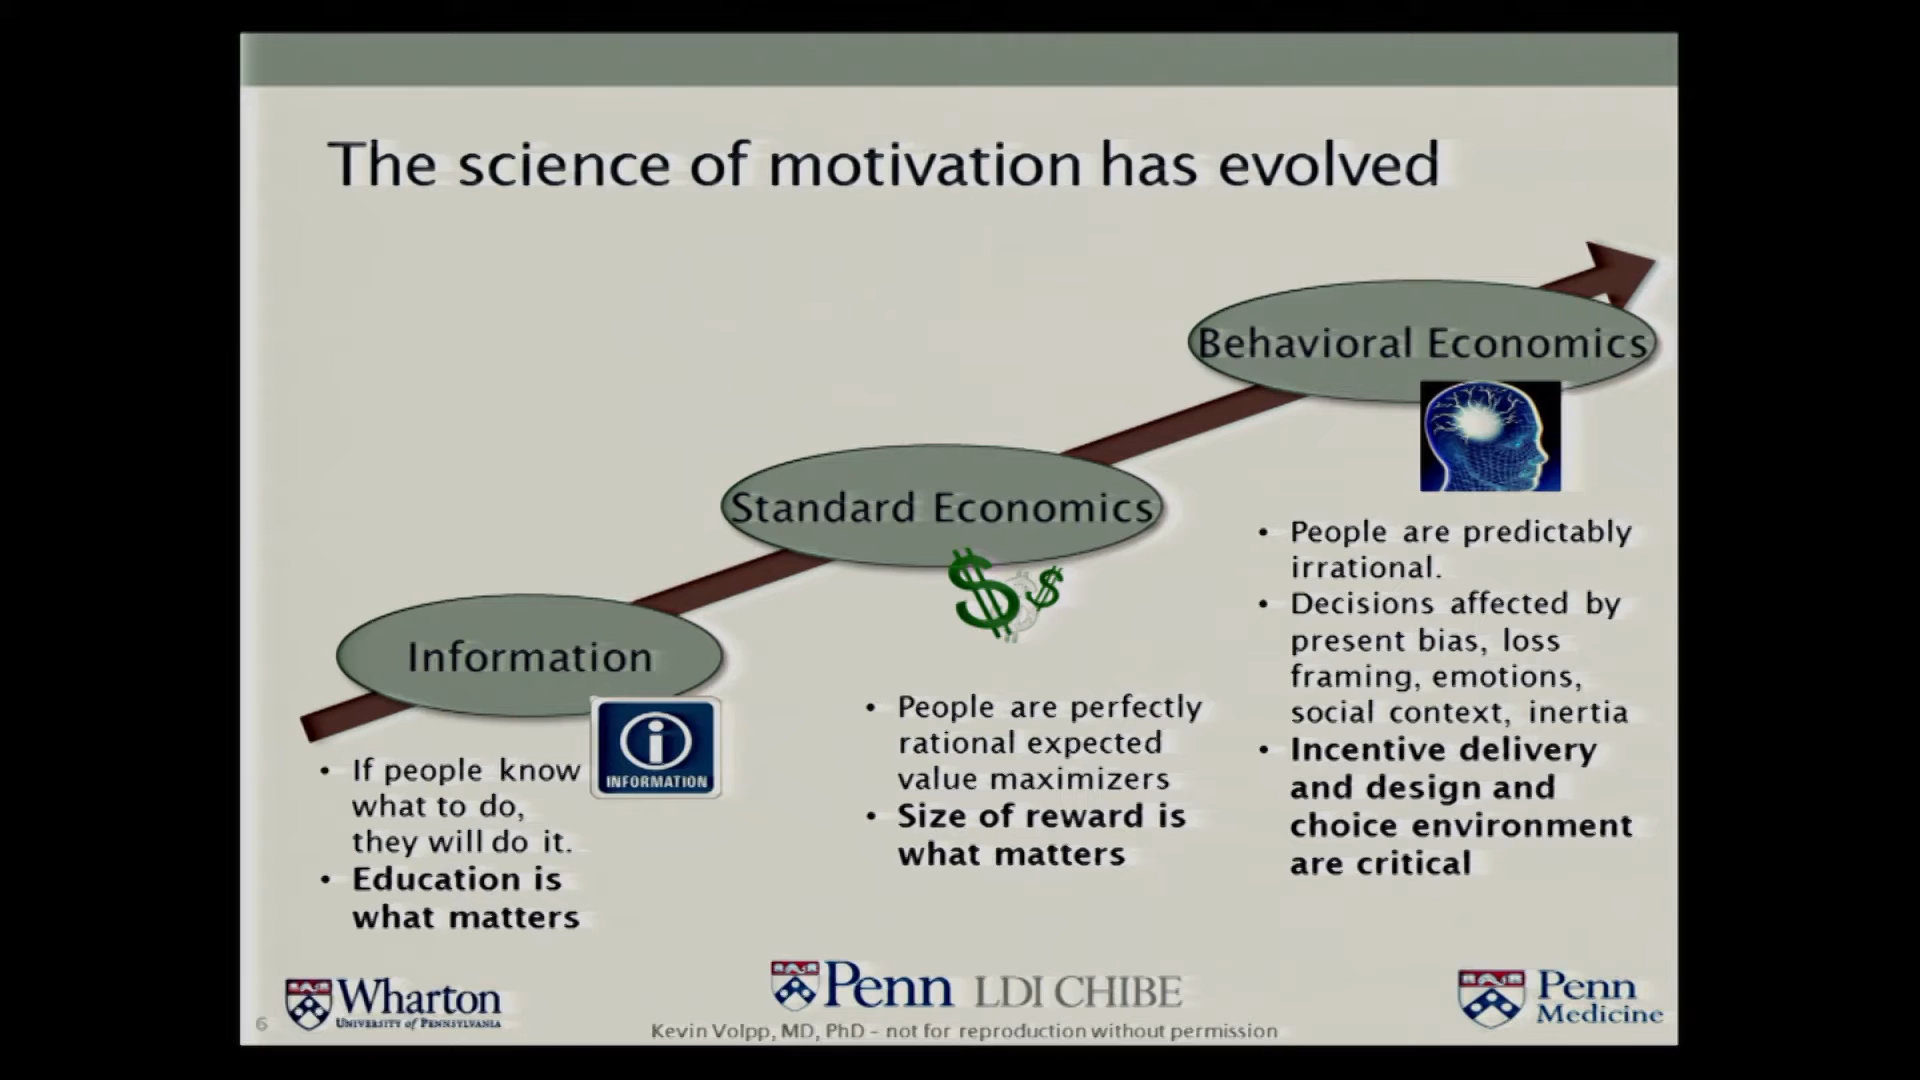 The science of motivation has evolved
Behavioral Economics
Standard Economics
Information
INFORMATION
• If people know
what to do,
they will do it.
• Education is
what matters
• People are perfectly
rational expected
value maximizers
• Size of reward is
what matters
• People are predictably
irrational.
• Decisions affected by
present bias, loss
framing, emotions,
social context, inertia
• Incentive delivery
and design and
choice environment
are critical
6
Wharton
UNIVERSITY of PENNSYLVANIA
Penn LDI CHIBE
Penn
Medicine
Kevin Volpp, MD, PhD – not for reproduction without permission